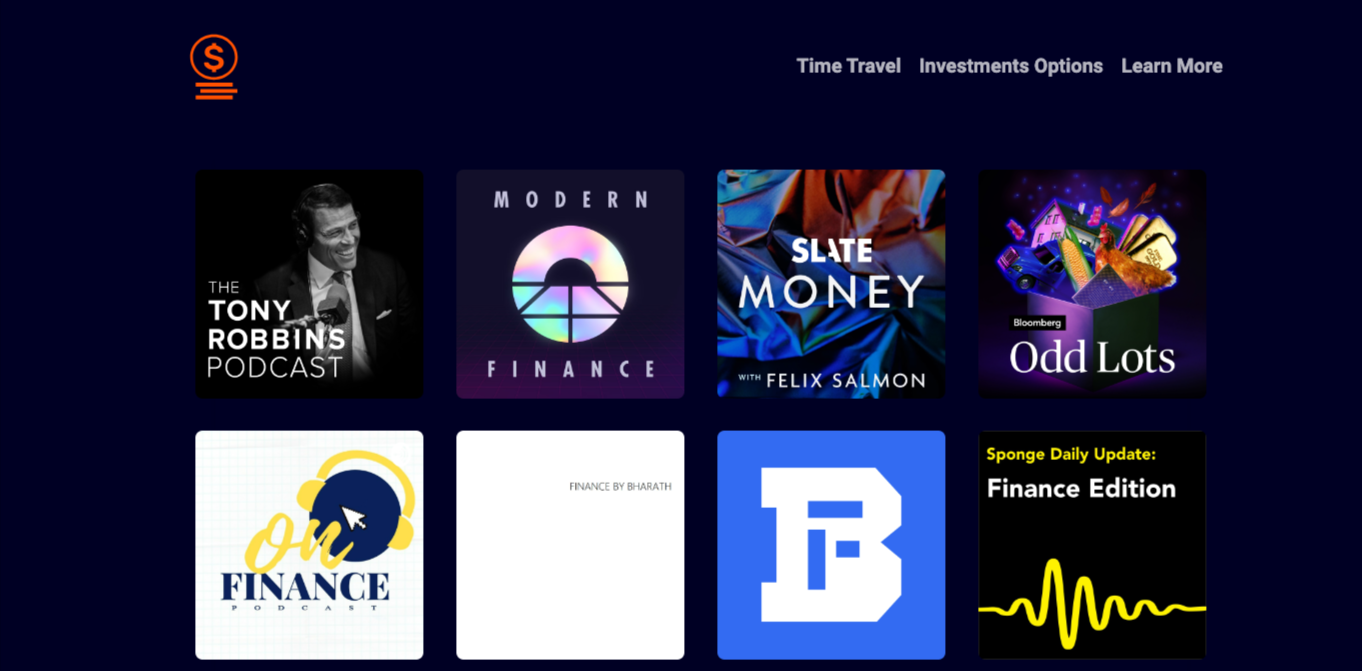 $
Time Travel Investments Options Learn More
THE
TONY
ROBBINS
PODCAST
MODERN
FINANCE
SLATE
MONEY
WITH FELIX SALMON
Bloomberg
Odd Lots
on
FINANCE
PODCAST
FINANCE BY BHARATH
B
Sponge Daily Update:
Finance Edition